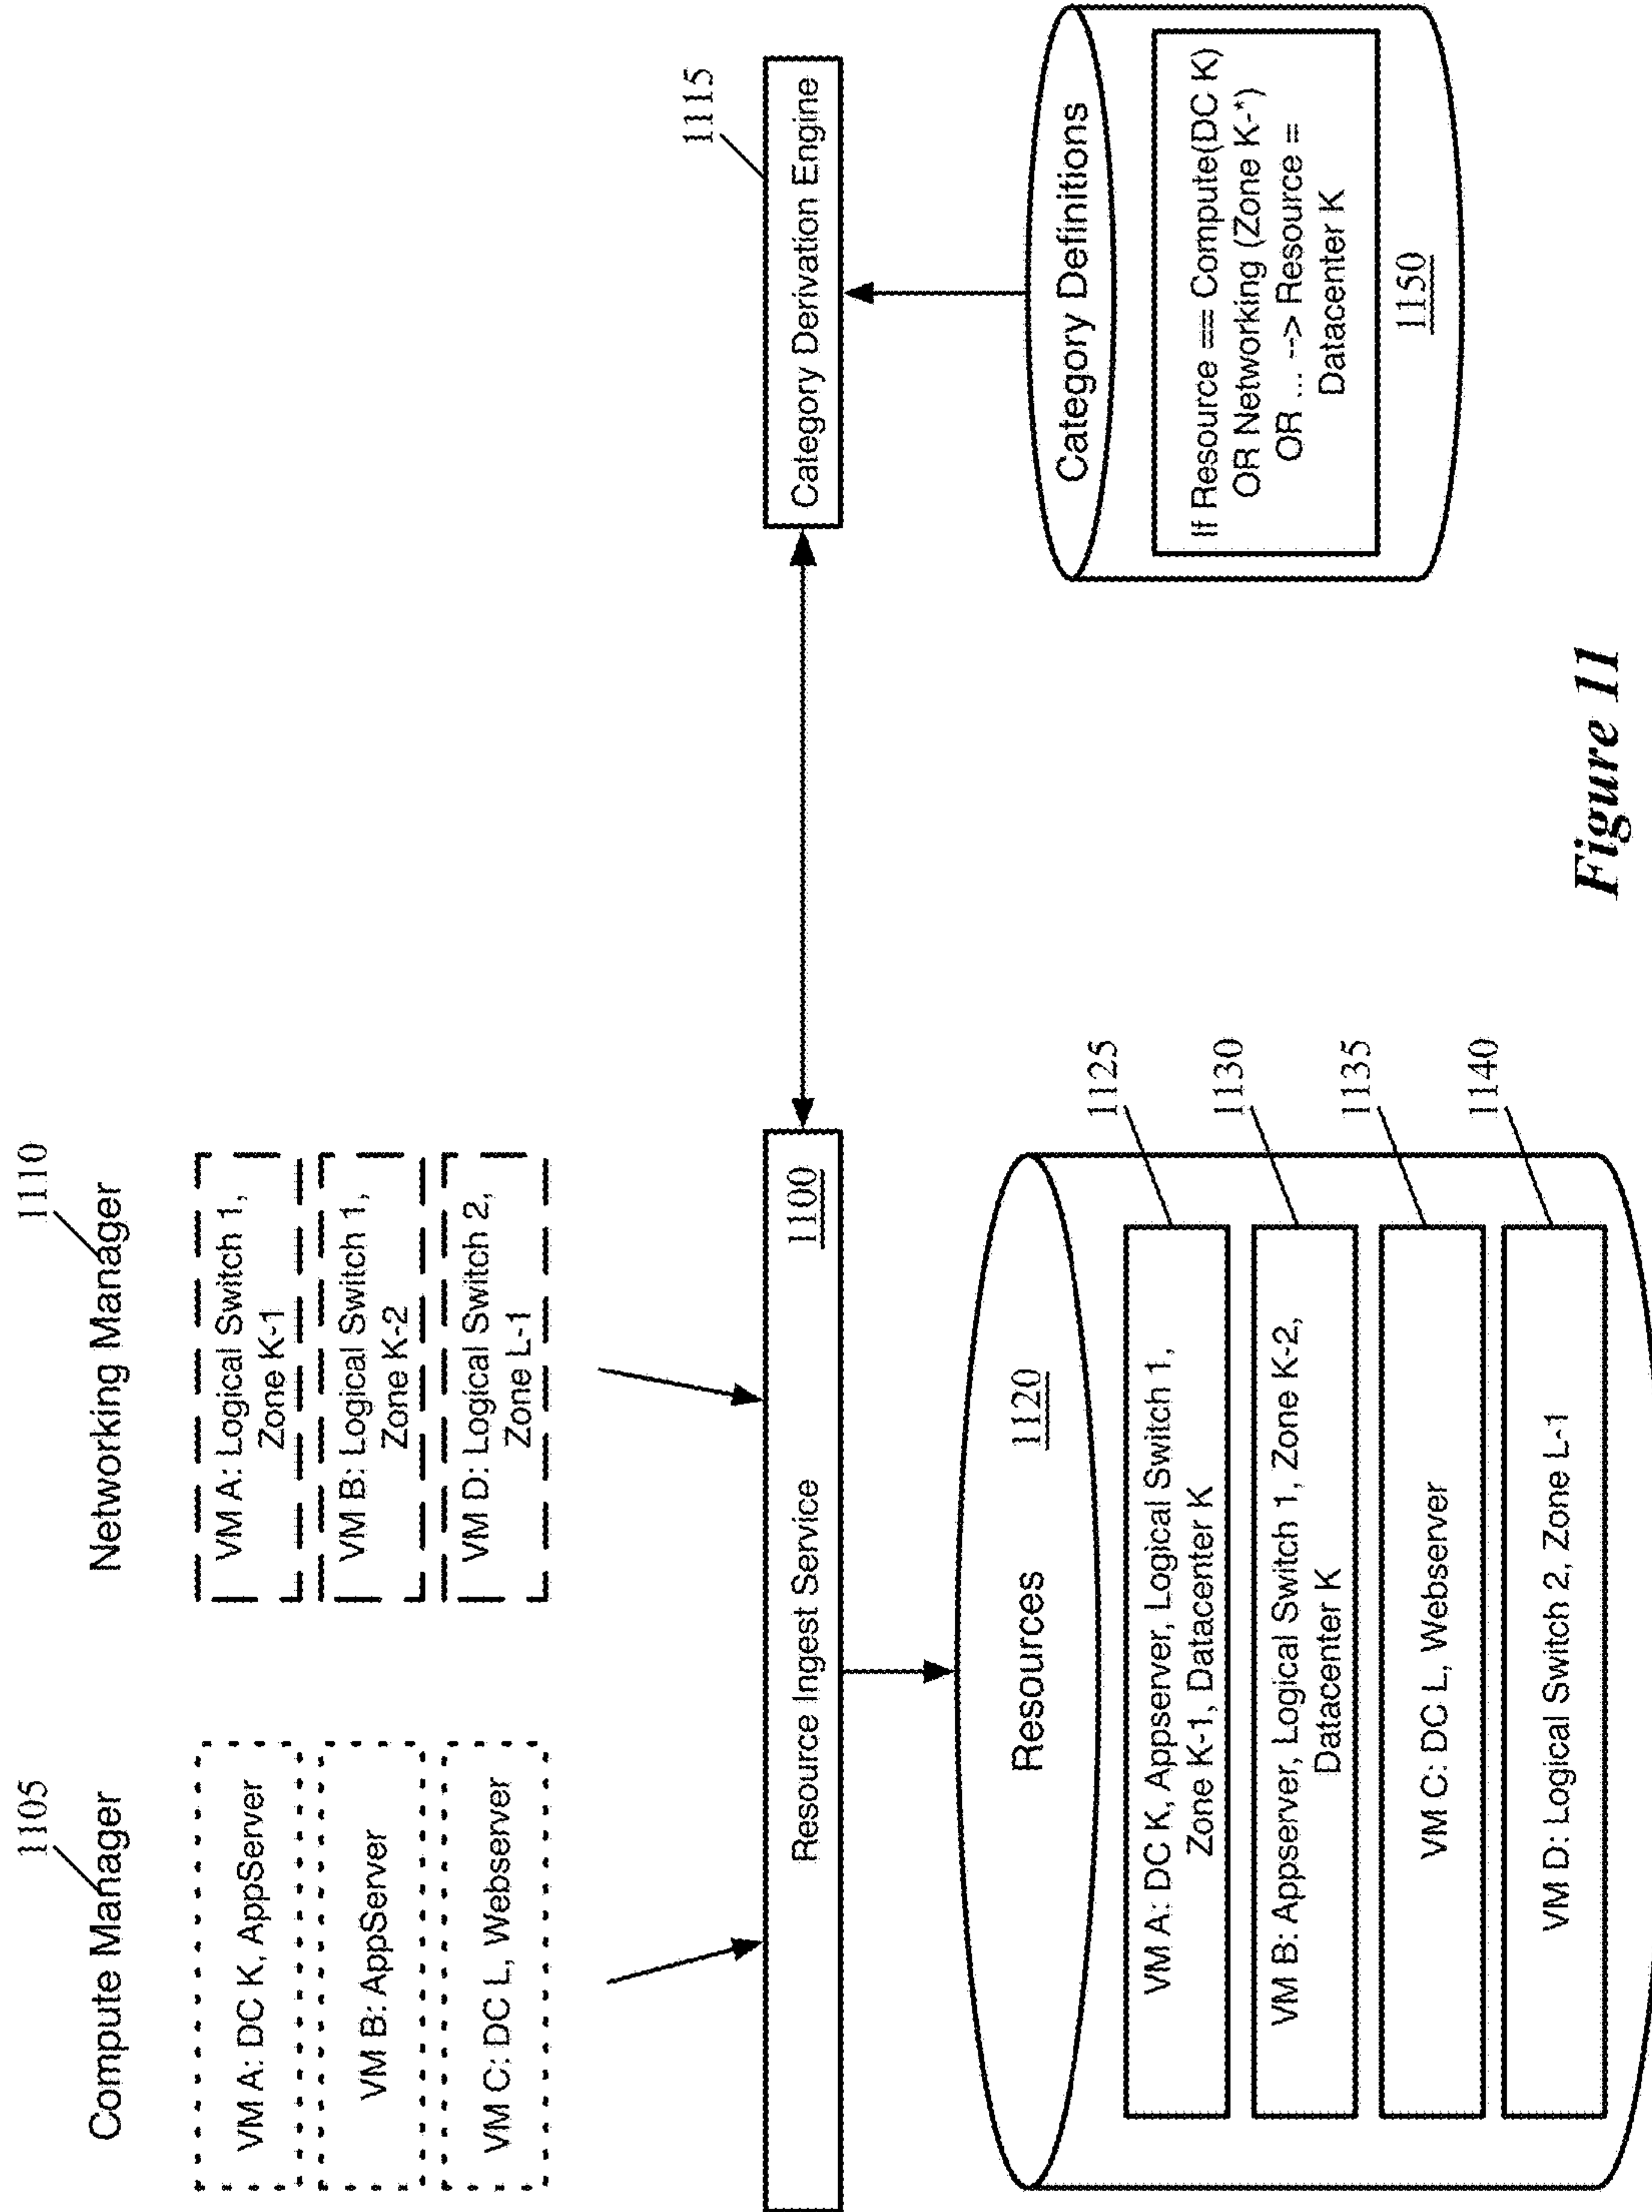 1105
Compute Manager
VM A: DC K, AppServer
VM B: AppServer
VM C: DC L, Webserver
1110
Networking Manager
VM A: Logical Switch 1,
Zone K-1
VM B: Logical Switch 1,
Zone K-2
VM D: Logical Switch 2,
Zone L-1
Resource Ingest Service
1100
1115
Category Derivation Engine
Resources
1120
VM A: DC K, Appserver, Logical Switch 1,
Zone K-1, Datacenter K
1125
VM B: Appserver, Logical Switch 1, Zone K-2,
Datacenter K
1130
VM C: DC L, Webserver
1135
VM D: Logical Switch 2, Zone L-1
1140
Category Definitions
If Resource == Compute(DC K)
OR Networking (Zone K-*)
OR ... --> Resource =
Datacenter K
1150
Figure 11